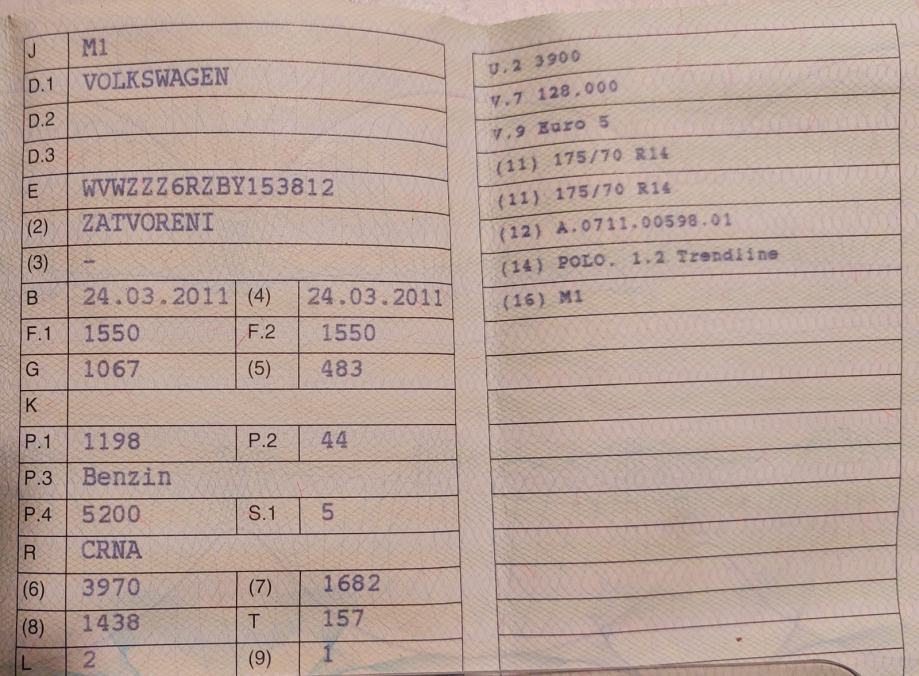 J M1
D.1 VOLKSWAGEN
D.2
D.3
E WVWZZZ6RZBY153812
(2) ZATVORENI
(3) -
B 24.03.2011 (4) 24.03.2011
F.1 1550 F.2 1550
G 1067 (5) 483
K
P.1 1198 P.2 44
P.3 Benzin
P.4 5200 S.1 5
R CRNA
(6) 3970 (7) 1682
(8) 1438 T 157
L 2 (9) 1
U.2 3900
V.7 128,000
V.9 Euro 5
(11) 175/70 R14
(11) 175/70 R14
(12) A.0711.00598.01
(14) POLO. 1.2 Trendline
(16) M1